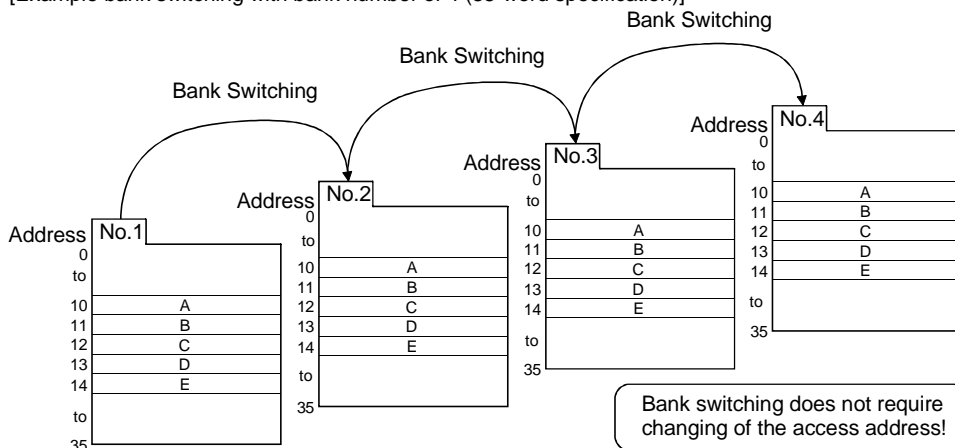 [Example bank switching with bank number of 4 (36-word specification)]
Bank Switching
Bank Switching
Bank Switching
Address
No.1
0
to
10 A
11 B
12 C
13 D
14 E
to
35
Address
No.2
0
to
10 A
11 B
12 C
13 D
14 E
to
35
Address
No.3
0
to
10 A
11 B
12 C
13 D
14 E
to
35
Address
No.4
0
to
10 A
11 B
12 C
13 D
14 E
to
35
Bank switching does not require
changing of the access address!